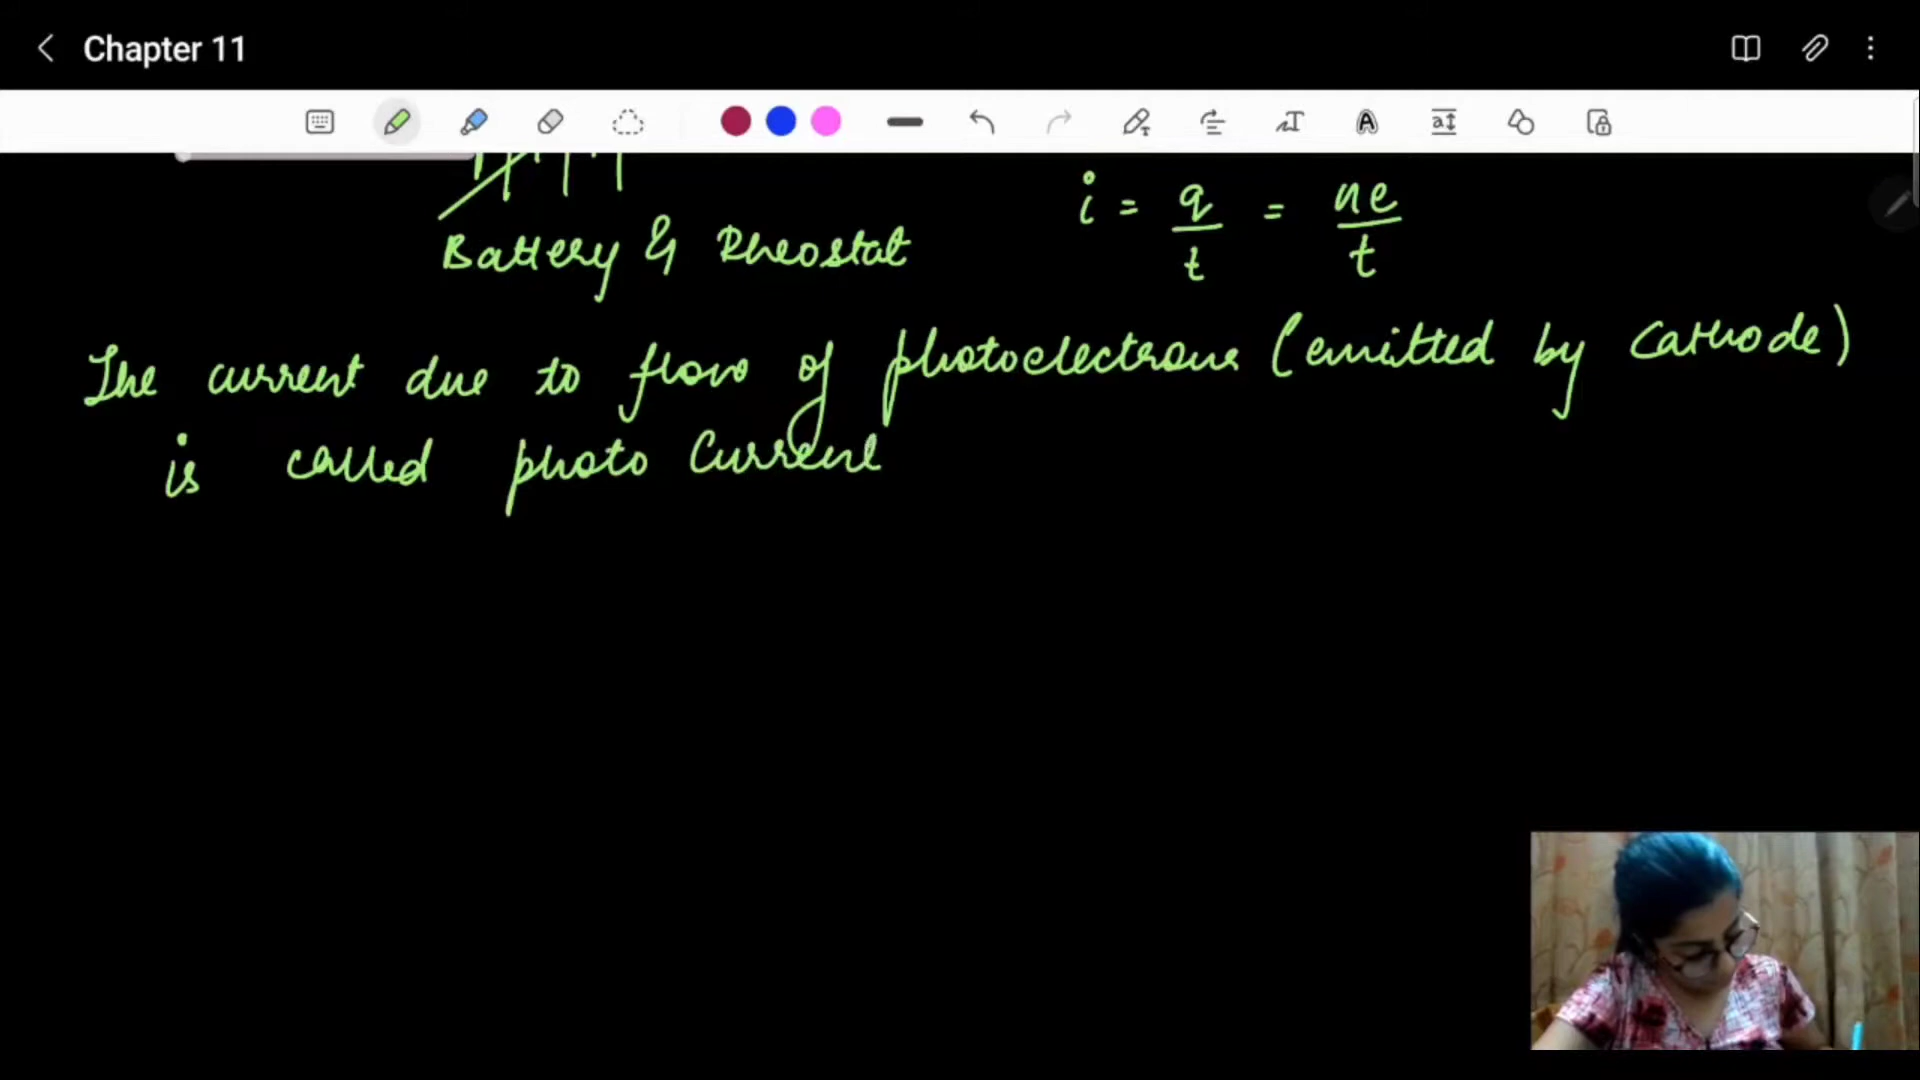 Chapter 11
i = q/t = ne/t
Battery & Rheostat
The current due to flow of photoelectrons (emitted by Cathode)
is called photo Current